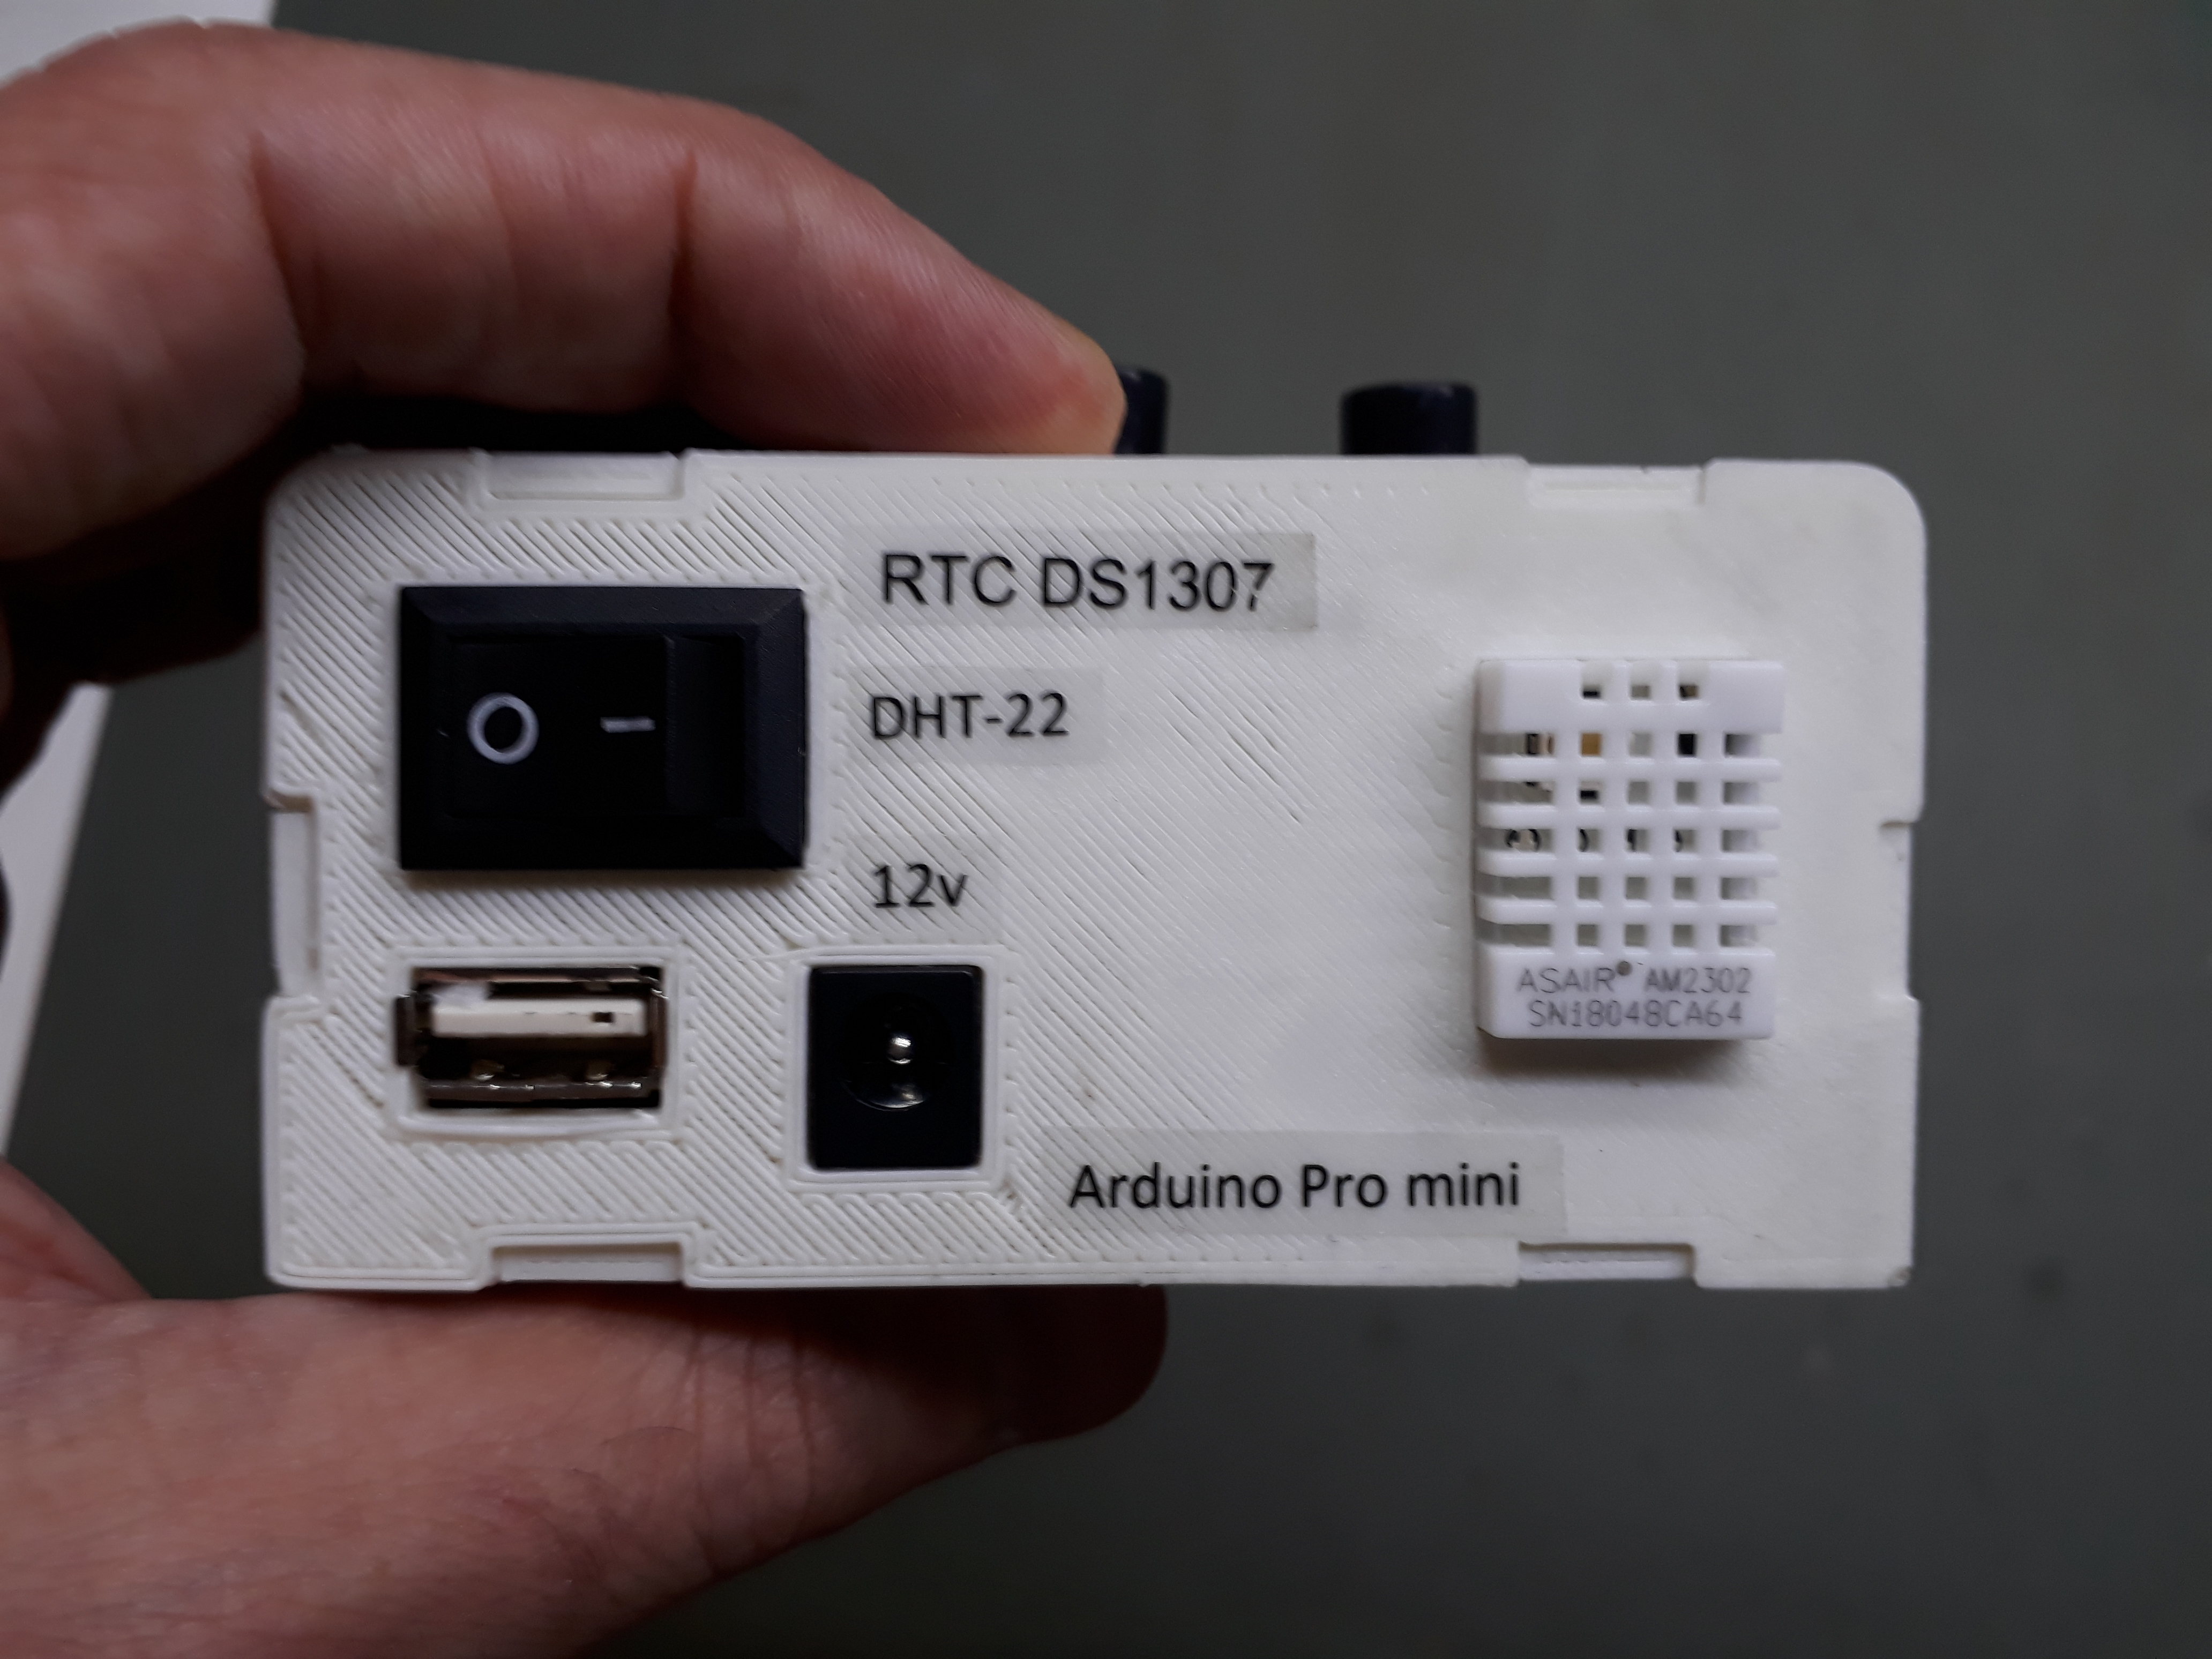 RTC DS1307
DHT-22
12v
ASAIR® AM2302
SN18048CA64
Arduino Pro mini